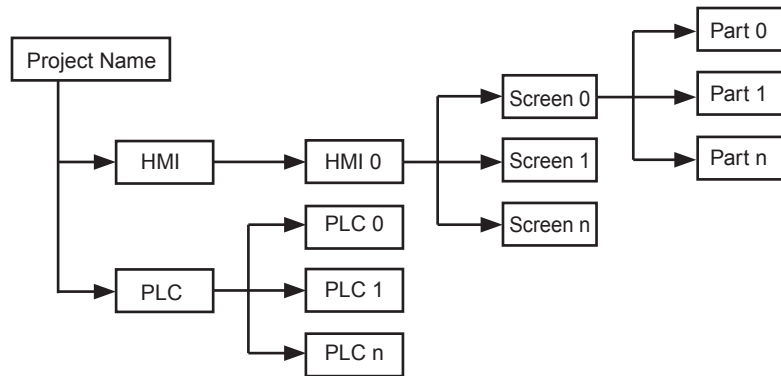 Project Name
HMI
HMI 0
Screen 0
Part 0
Part 1
Part n
Screen 1
Screen n
PLC
PLC 0
PLC 1
PLC n